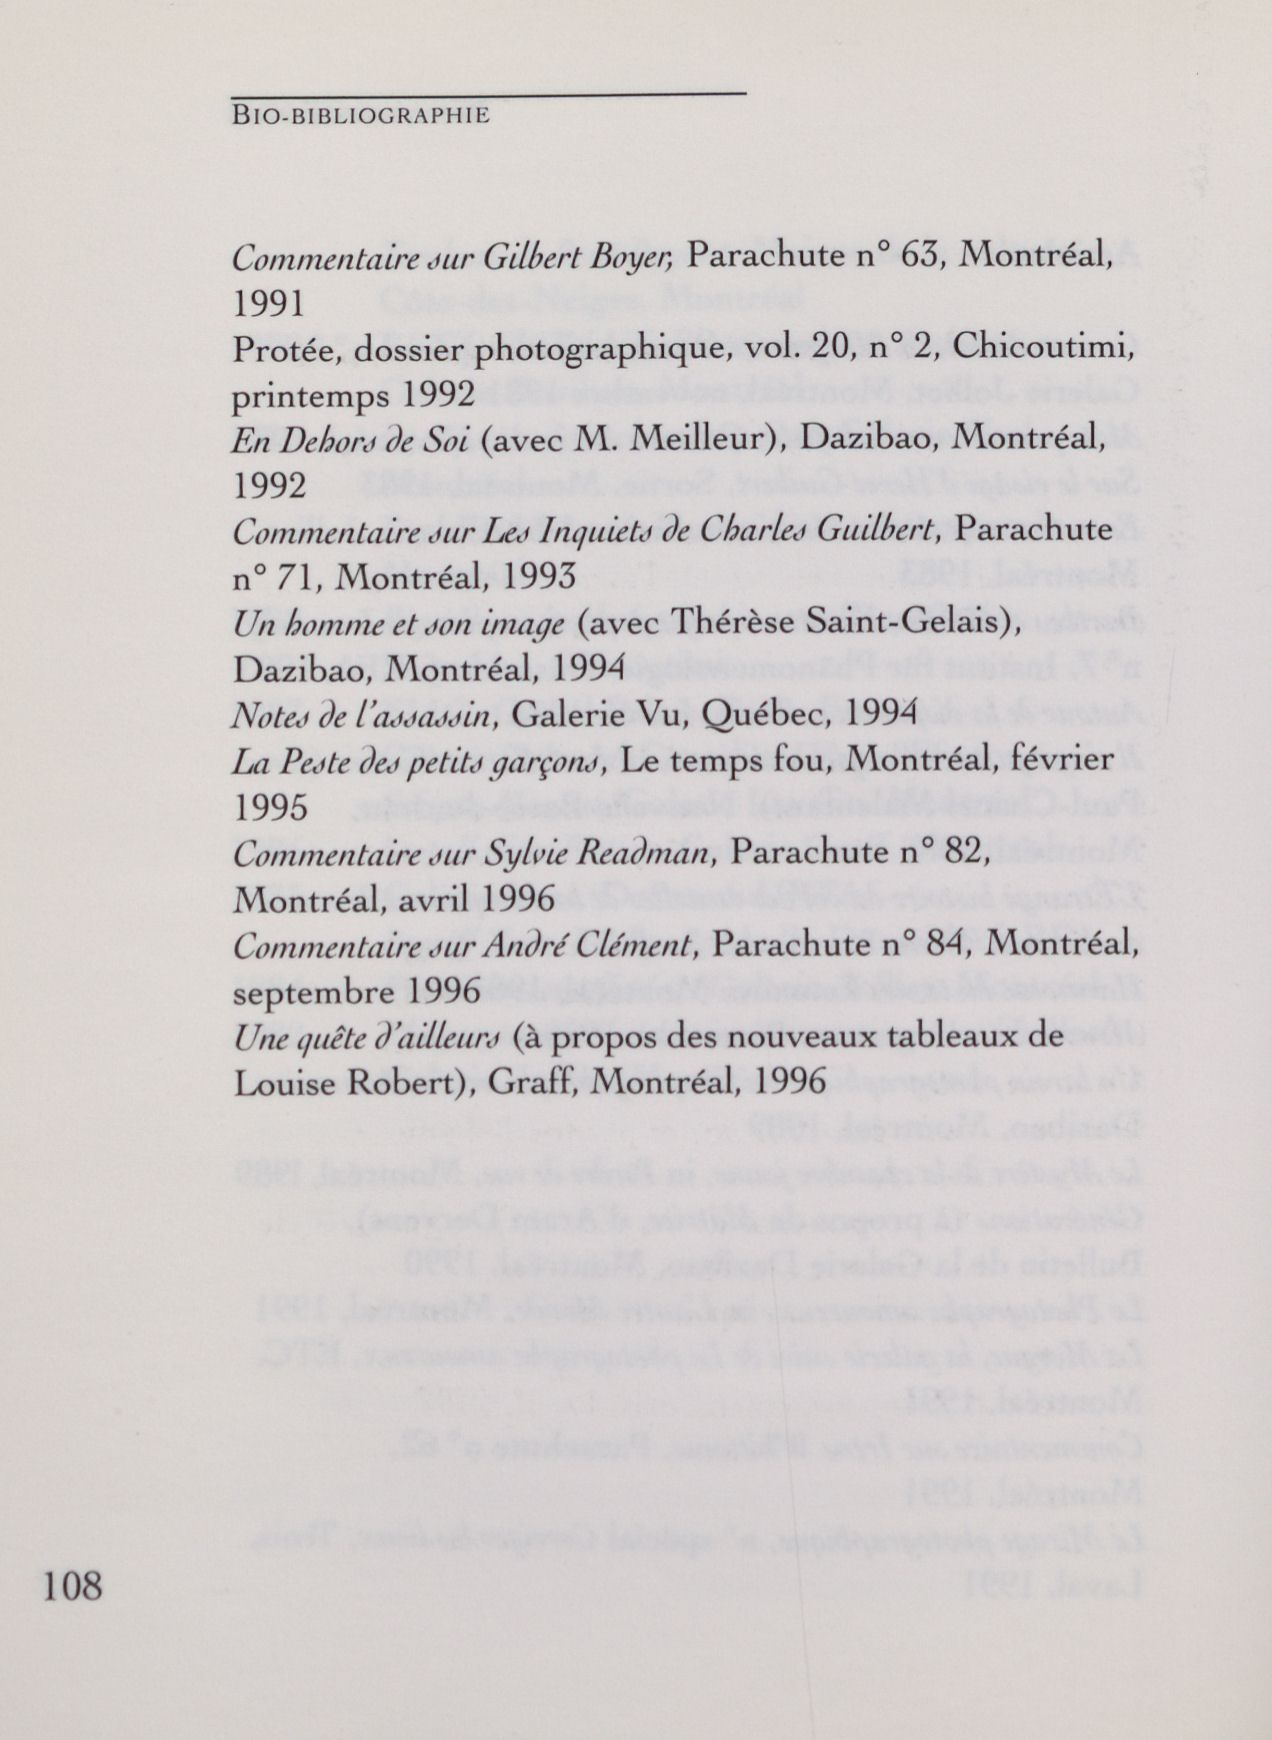 BIO-BIBLIOGRAPHIE
Commentaire sur Gilbert Boyer, Parachute n° 63, Montréal,
1991
Protée, dossier photographique, vol. 20, n° 2, Chicoutimi,
printemps 1992
En Dehors de Soi (avec M. Meilleur), Dazibao, Montréal,
1992
Commentaire sur Les Inquiets de Charles Guilbert, Parachute
n° 71, Montréal, 1993
Un homme et son image (avec Thérèse Saint-Gelais),
Dazibao, Montréal, 1994
Notes de l'assassin, Galerie Vu, Québec, 1994
La Peste des petits garçons, Le temps fou, Montréal, février
1995
Commentaire sur Sylvie Readman, Parachute n° 82,
Montréal, avril 1996
Commentaire sur André Clément, Parachute n° 84, Montréal,
septembre 1996
Une quête d'ailleurs (à propos des nouveaux tableaux de
Louise Robert), Graff, Montréal, 1996
108